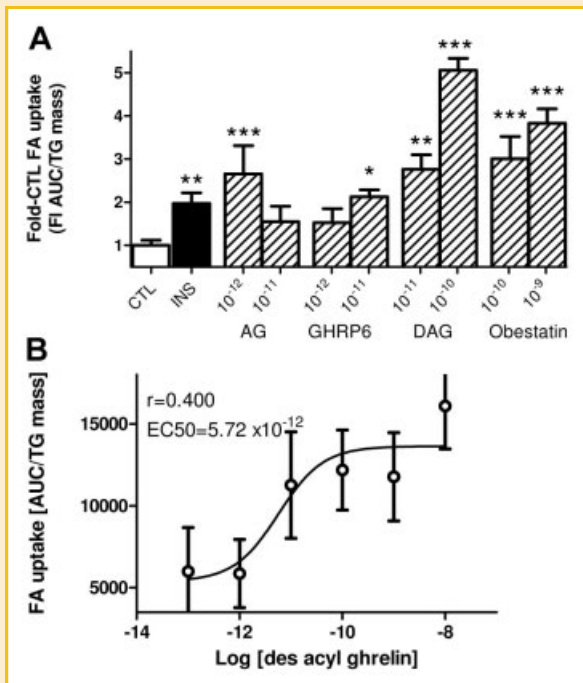 A
Fold-CTL FA uptake
(FI AUC/TG mass)
5
4
3
2
1
** *** * ** *** *** ***
CTL INS 10⁻¹² 10⁻¹¹ 10⁻¹² 10⁻¹¹ 10⁻¹¹ 10⁻¹⁰ 10⁻¹⁰ 10⁻⁹
AG GHRP6 DAG Obestatin
B
FA uptake [AUC/TG mass]
r=0.400
EC50=5.72 x10⁻¹²
15000
10000
5000
-14 -12 -10 -8
Log [des acyl ghrelin]